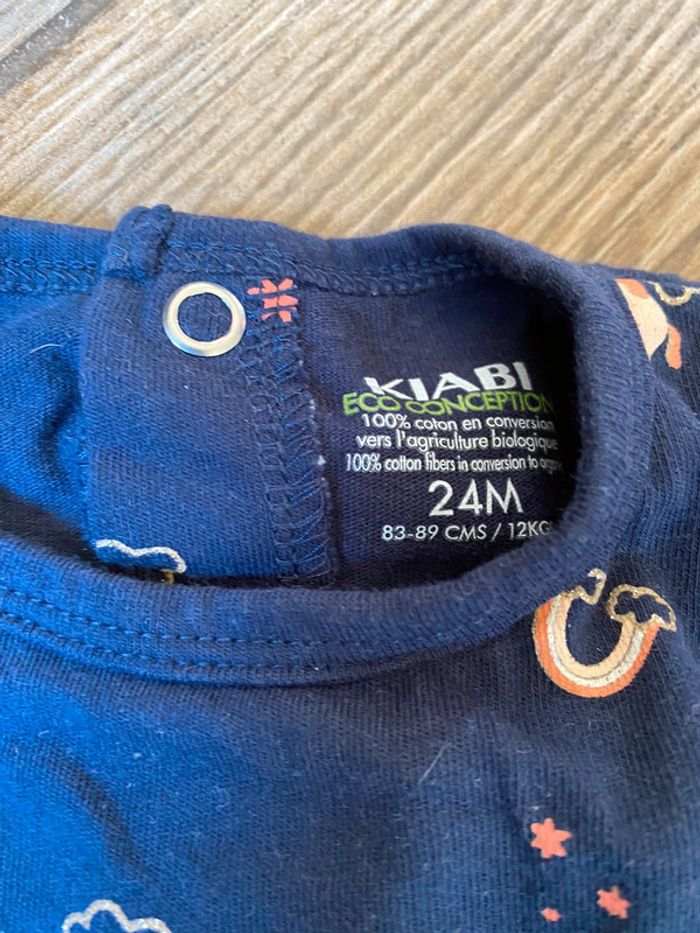 KIABI
ECO CONCEPTION
100% coton en conversion
vers l'agriculture biologique
100% cotton fibers in conversion to
24M
83-89 CMS / 12KG